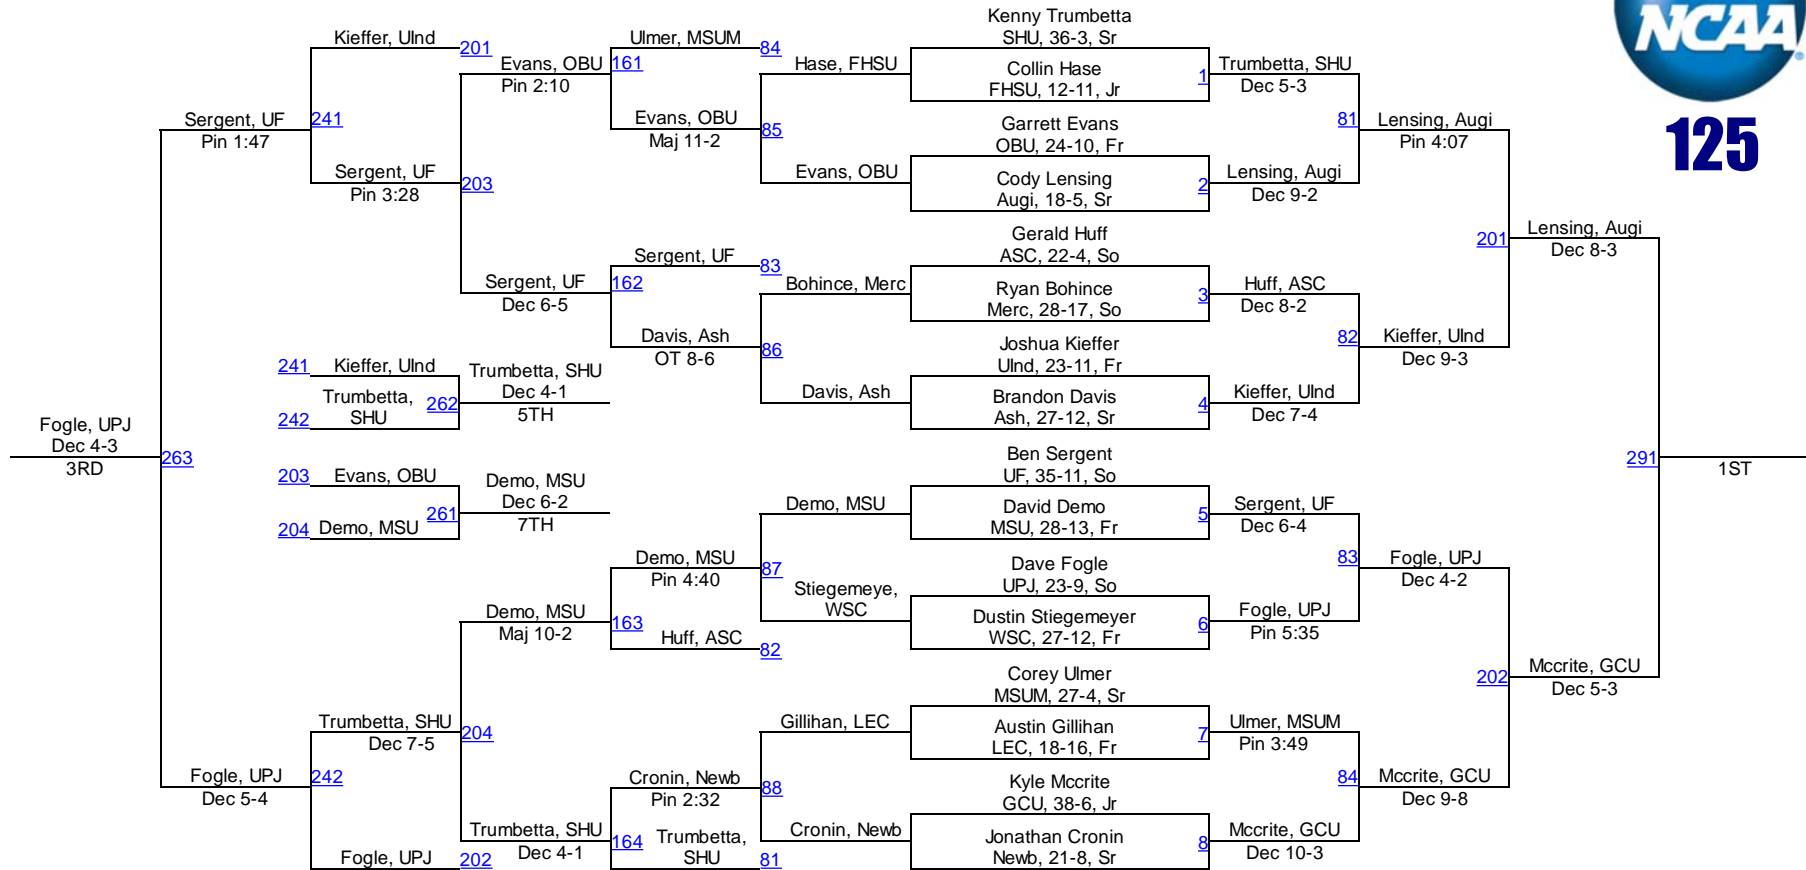 NCAA
®
125
Kenny Trumbetta
SHU, 36-3, Sr
Collin Hase
FHSU, 12-11, Jr
1
Garrett Evans
OBU, 24-10, Fr
Cody Lensing
Augi, 18-5, Sr
2
Gerald Huff
ASC, 22-4, So
Ryan Bohince
Merc, 28-17, So
3
Joshua Kieffer
UInd, 23-11, Fr
Brandon Davis
Ash, 27-12, Sr
4
Ben Sergent
UF, 35-11, So
David Demo
MSU, 28-13, Fr
5
Dave Fogle
UPJ, 23-9, So
Dustin Stiegemeyer
WSC, 27-12, Fr
6
Corey Ulmer
MSUM, 27-4, Sr
Austin Gillihan
LEC, 18-16, Fr
7
Kyle Mccrite
GCU, 38-6, Jr
Jonathan Cronin
Newb, 21-8, Sr
8
Trumbetta, SHU
Dec 5-3
81
Lensing, Augi
Dec 9-2
Huff, ASC
Dec 8-2
82
Kieffer, UInd
Dec 7-4
Sergent, UF
Dec 6-4
83
Fogle, UPJ
Pin 5:35
Ulmer, MSUM
Pin 3:49
84
Mccrite, GCU
Dec 10-3
Lensing, Augi
Pin 4:07
201
Kieffer, UInd
Dec 9-3
Fogle, UPJ
Dec 4-2
202
Mccrite, GCU
Dec 9-8
Lensing, Augi
Dec 8-3
291
Mccrite, GCU
Dec 5-3
1ST
Hase, FHSU
85
Evans, OBU
Bohince, Merc
86
Davis, Ash
Demo, MSU
87
Stiegemeye,
WSC
Gillihan, LEC
88
Cronin, Newb
Ulmer, MSUM
84
161
Evans, OBU
Maj 11-2
Sergent, UF
83
162
Davis, Ash
OT 8-6
Demo, MSU
Pin 4:40
163
Huff, ASC
82
Cronin, Newb
Pin 2:32
164
Trumbetta,
SHU
81
Evans, OBU
Pin 2:10
203
Sergent, UF
Dec 6-5
Demo, MSU
Maj 10-2
204
Trumbetta, SHU
Dec 4-1
Kieffer, UInd
201
241
Sergent, UF
Pin 3:28
Trumbetta, SHU
Dec 7-5
242
Fogle, UPJ
202
Sergent, UF
Pin 1:47
263
Fogle, UPJ
Dec 5-4
Fogle, UPJ
Dec 4-3
3RD
241
Kieffer, UInd
242
Trumbetta,
SHU
262
Trumbetta, SHU
Dec 4-1
5TH
203
Evans, OBU
204
Demo, MSU
261
Demo, MSU
Dec 6-2
7TH